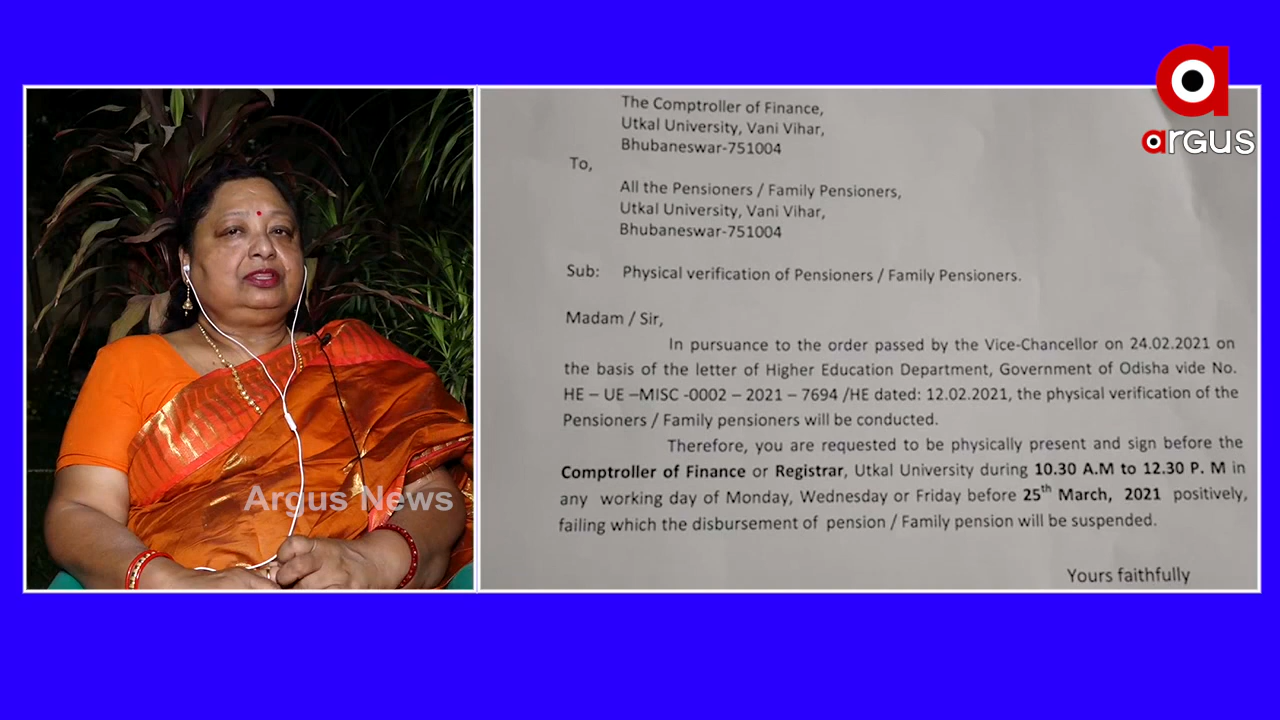 argus
The Comptroller of Finance,
Utkal University, Vani Vihar,
Bhubaneswar-751004
To,
All the Pensioners / Family Pensioners,
Utkal University, Vani Vihar,
Bhubaneswar-751004
Sub: Physical verification of Pensioners / Family Pensioners.
Madam / Sir,
In pursuance to the order passed by the Vice-Chancellor on 24.02.2021 on
the basis of the letter of Higher Education Department, Government of Odisha vide No.
HE – UE –MISC -0002 – 2021 – 7694 /HE dated: 12.02.2021, the physical verification of the
Pensioners / Family pensioners will be conducted.
Therefore, you are requested to be physically present and sign before the
Comptroller of Finance or Registrar, Utkal University during 10.30 A.M to 12.30 P. M in
any working day of Monday, Wednesday or Friday before 25th March, 2021 positively,
failing which the disbursement of pension / Family pension will be suspended.
Yours faithfully
Argus News